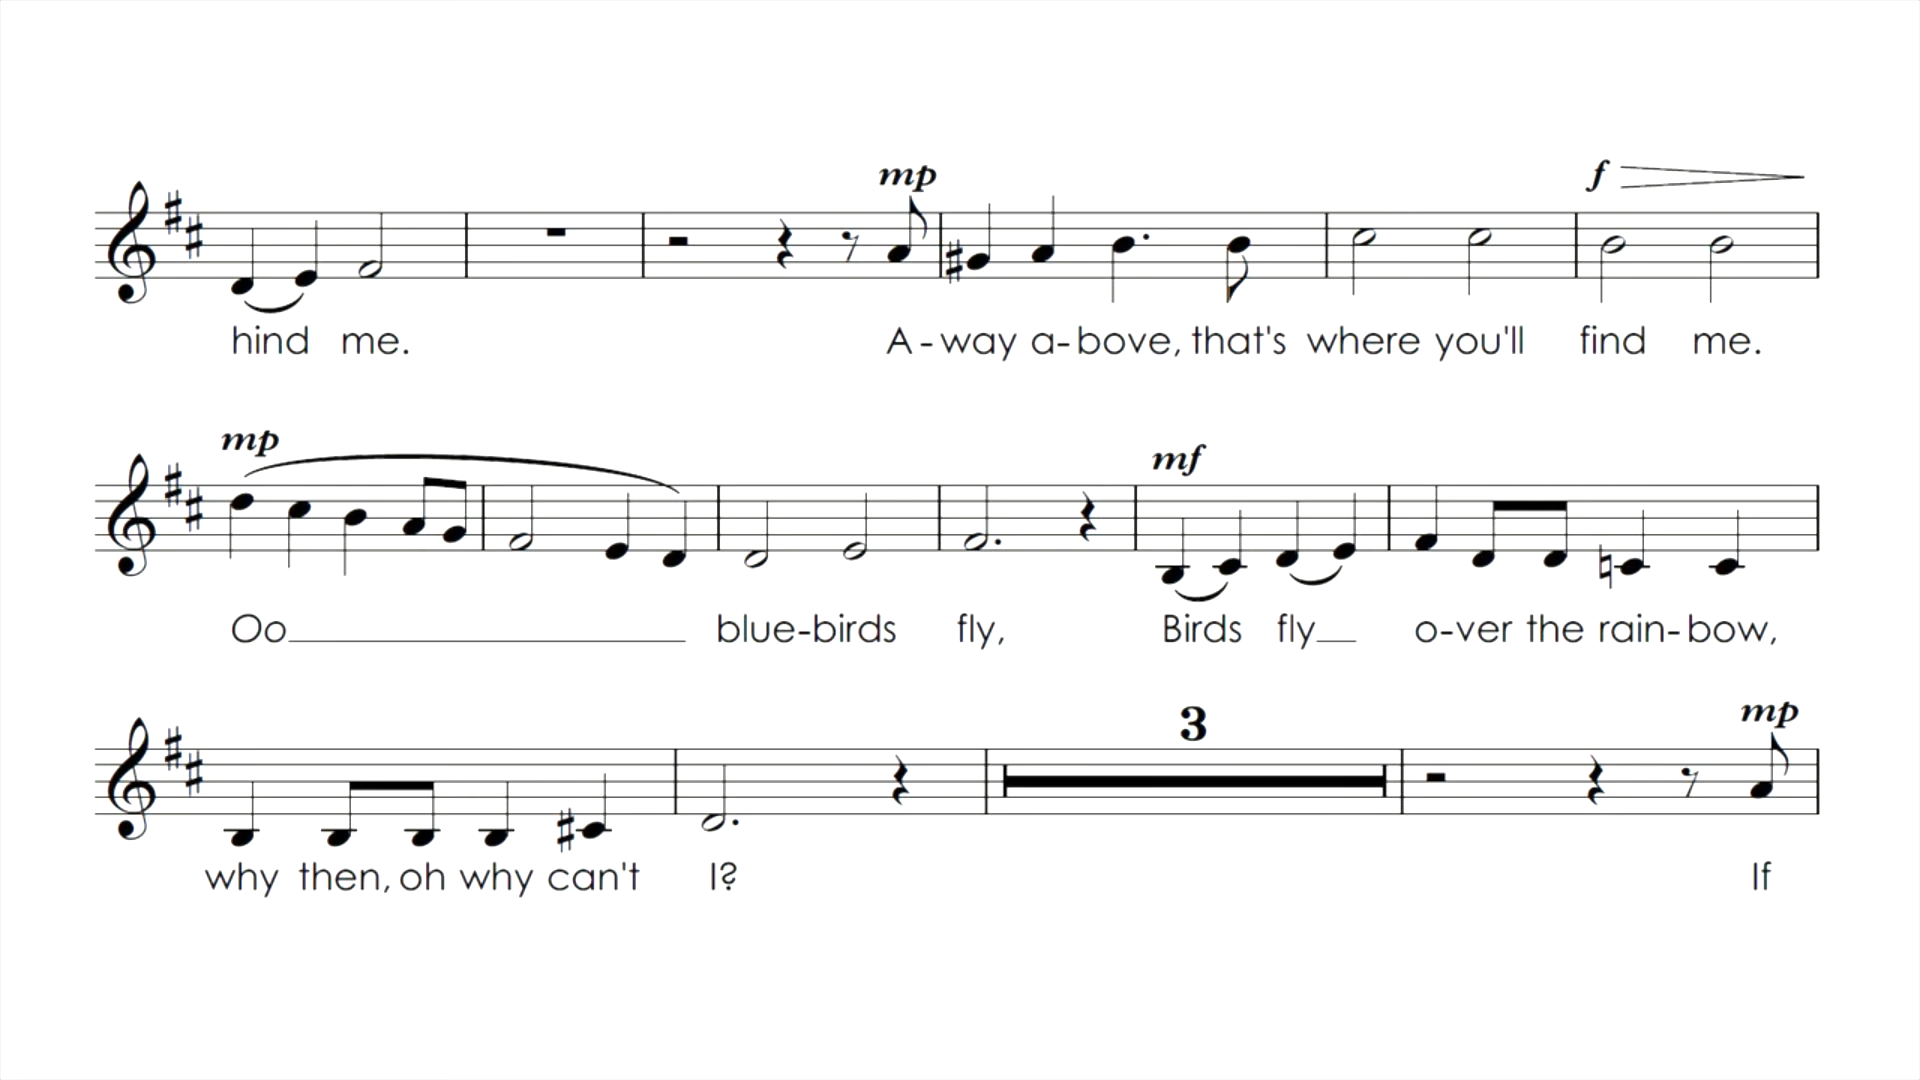 mp f
hind me. A-way a-bove, that's where you'll find me.
mp mf
Oo blue-birds fly, Birds fly o-ver the rain-bow,
3 mp
why then, oh why can't I? If